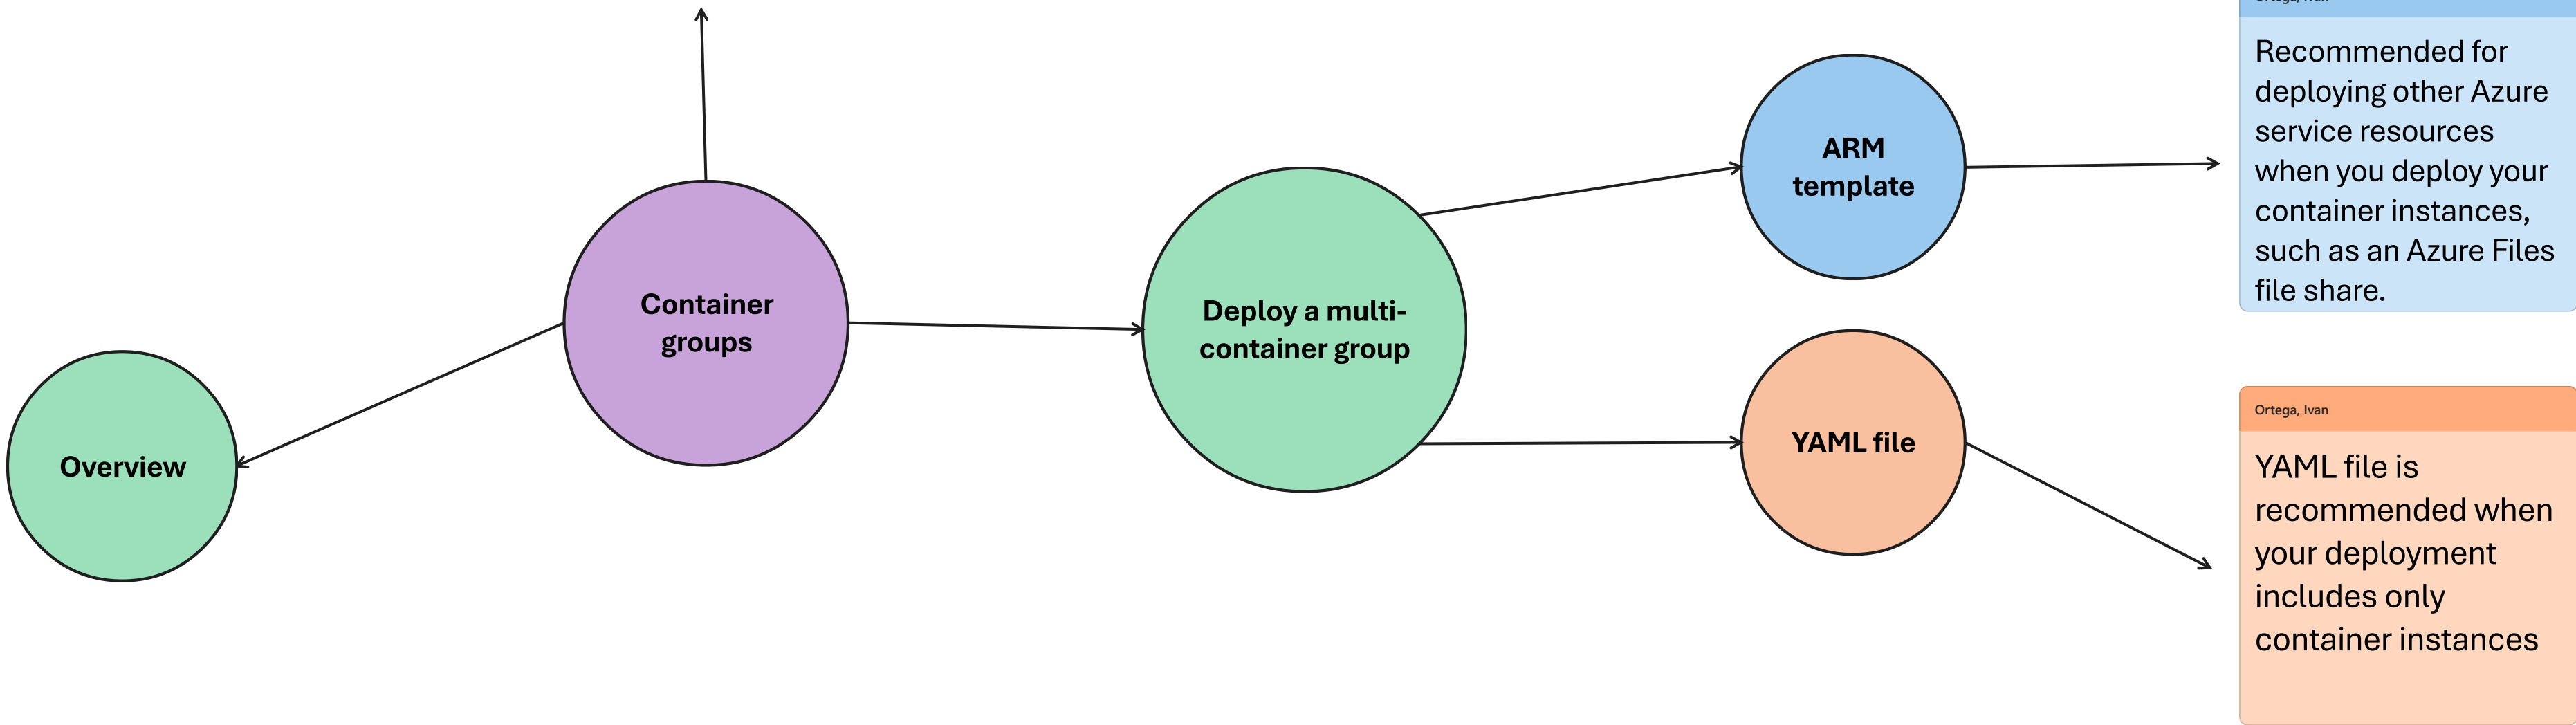 Recommended for
deploying other Azure
service resources
when you deploy your
container instances,
such as an Azure Files
file share.
ARM
template
Container
groups
Deploy a multi-
container group
Overview
YAML file
Ortega, Ivan
YAML file is
recommended when
your deployment
includes only
container instances